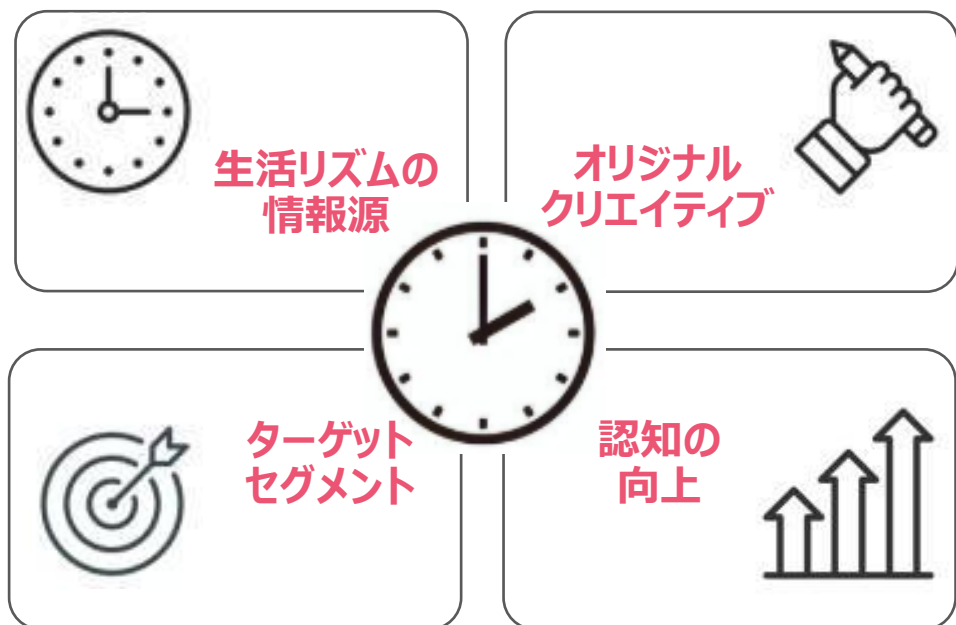 生活リズムの
情報源
オリジナル
クリエイティブ
ターゲット
セグメント
認知の
向上